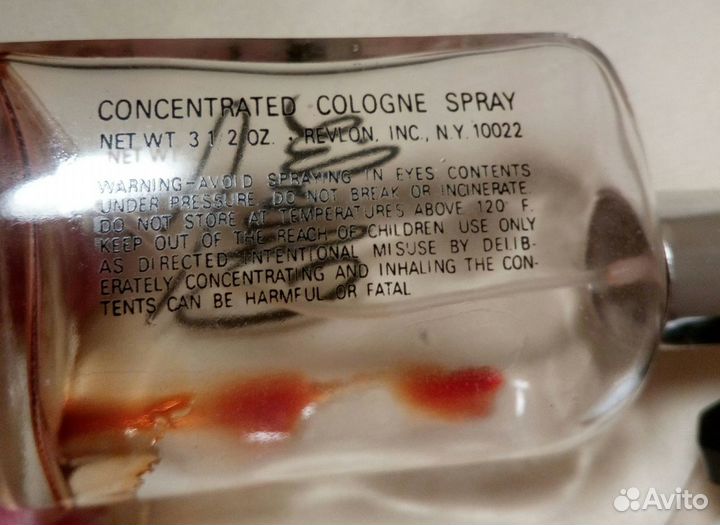 CONCENTRATED COLOGNE SPRAY
NET WT. 3 1 2 OZ. · REVLON, INC., N.Y. 10022
NET WT.
WARNING-AVOID SPRAYING IN EYES CONTENTS
UNDER PRESSURE. DO NOT BREAK OR INCINERATE.
DO NOT STORE AT TEMPERATURES ABOVE 120 F.
KEEP OUT OF THE REACH OF CHILDREN USE ONLY
AS DIRECTED INTENTIONAL MISUSE BY DELIB-
ERATELY CONCENTRATING AND INHALING THE CON-
TENTS CAN BE HARMFUL OR FATAL
Avito